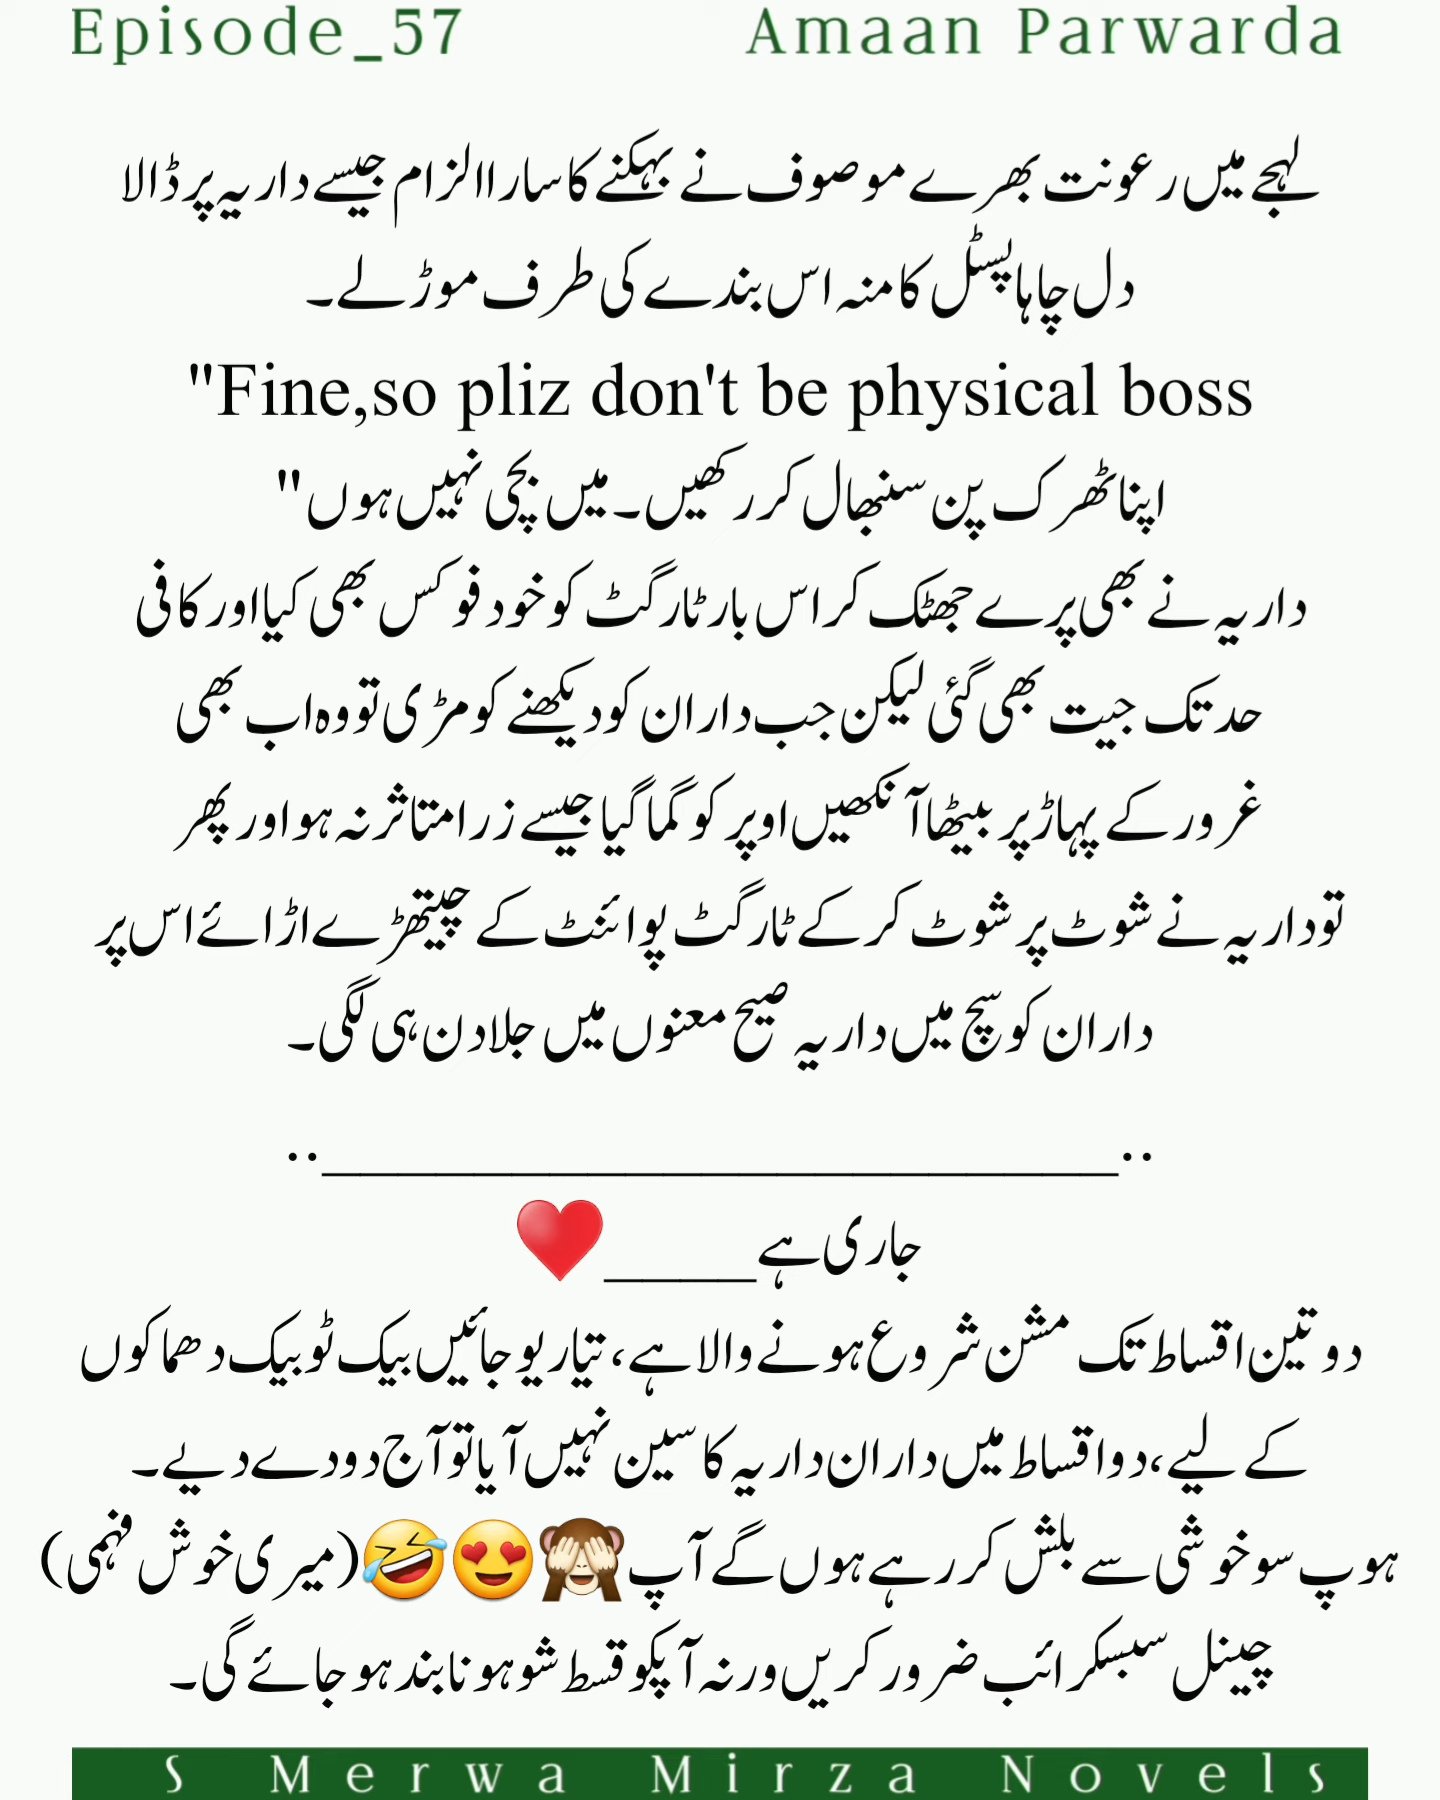 Episode_57 Amaan Parwarda
لہجے میں رعونت بھرے موصوف نے بہکنے کا سارا الزام جیسے داریہ پر ڈالا
دل چاہا پسٹل کا منہ اس بندے کی طرف موڑ لے۔
"Fine,so pliz don't be physical boss
اپنا ٹھرک پن سنبھال کر رکھیں۔ میں بچی نہیں ہوں"
داریہ نے بھی پرے جھٹک کر اس بار ٹارگٹ کو خود فوکس بھی کیا اور کافی
حد تک جیت بھی گئی لیکن جب داران کو دیکھنے کو مڑی تو وہ اب بھی
غرور کے پہاڑ پر بیٹھا آنکھیں اوپر کو گما گیا جیسے زرا متاثر نہ ہو اور پھر
تو داریہ نے شوٹ پر شوٹ کر کے ٹارگٹ پوائنٹ کے چیتھڑے اڑائے اس پر
داران کو سچ میں داریہ صیح معنوں میں جلادن ہی لگی۔
..____________________..
جاری ہے____❤️
دو تین اقساط تک مشن شروع ہونے والا ہے، تیار یو جائیں بیک ٹو بیک دھماکوں
کے لیے، دو اقساط میں داران داریہ کا سین نہیں آیا تو آج دو دے دیے۔
ہوپ سو خوشی سے بلش کر رہے ہوں گے آپ🙈😍🤣(میری خوش فہمی)
چینل سبسکرائب ضرور کریں ورنہ آپکو قسط شو ہونا بند ہو جائے گی۔
S Merwa Mirza Novels